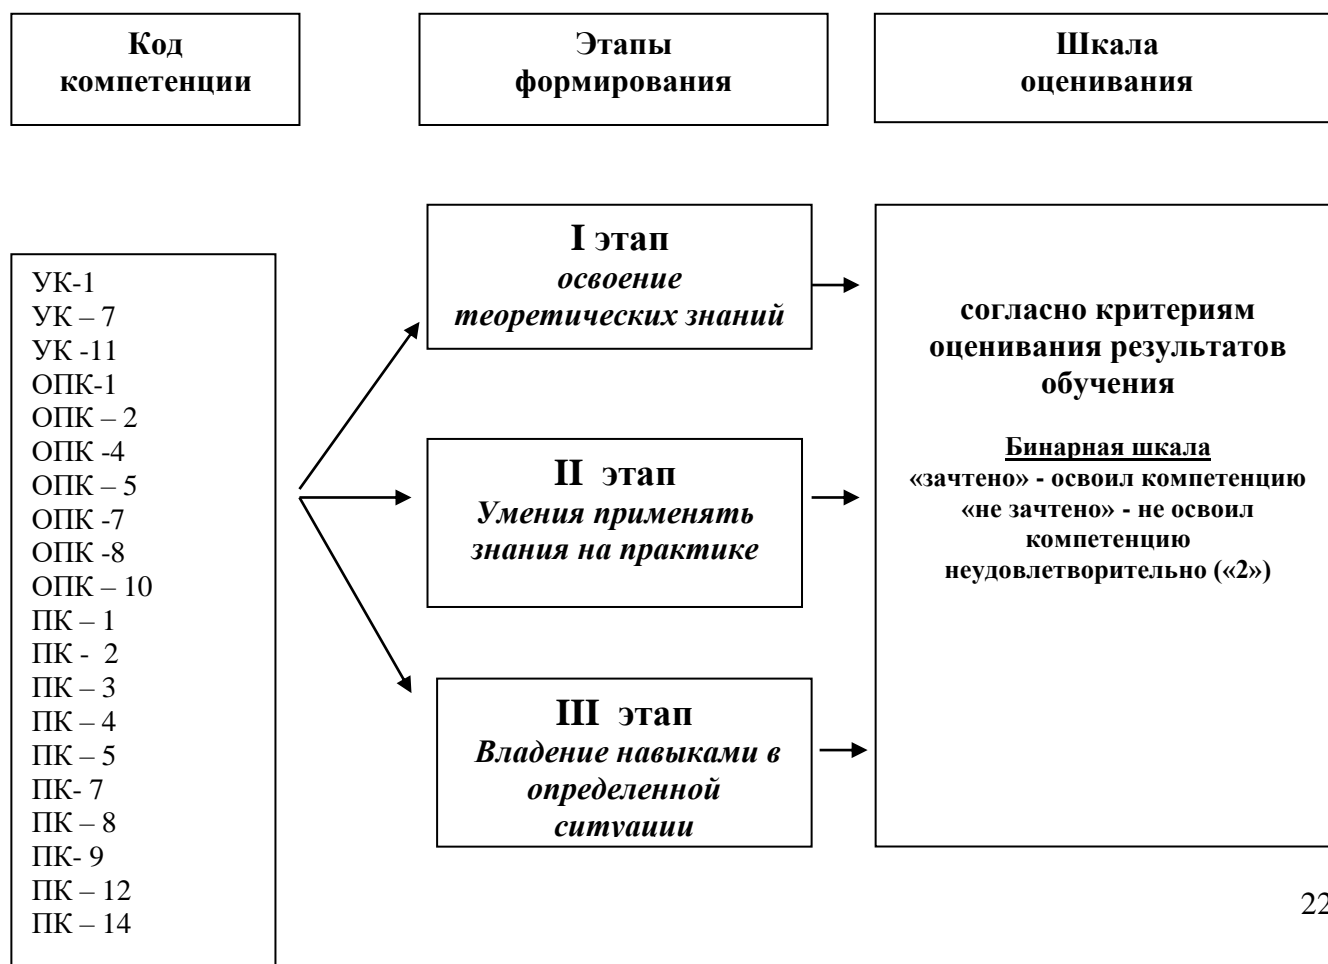 Код
компетенции
Этапы
формирования
Шкала
оценивания
УК-1
УК – 7
УК -11
ОПК-1
ОПК – 2
ОПК -4
ОПК – 5
ОПК -7
ОПК -8
ОПК – 10
ПК – 1
ПК - 2
ПК – 3
ПК – 4
ПК – 5
ПК- 7
ПК – 8
ПК- 9
ПК – 12
ПК – 14
I этап
освоение
теоретических знаний
II этап
Умения применять
знания на практике
III этап
Владение навыками в
определенной
ситуации
согласно критериям
оценивания результатов
обучения
Бинарная шкала
«зачтено» - освоил компетенцию
«не зачтено» - не освоил
компетенцию
неудовлетворительно («2»)
22